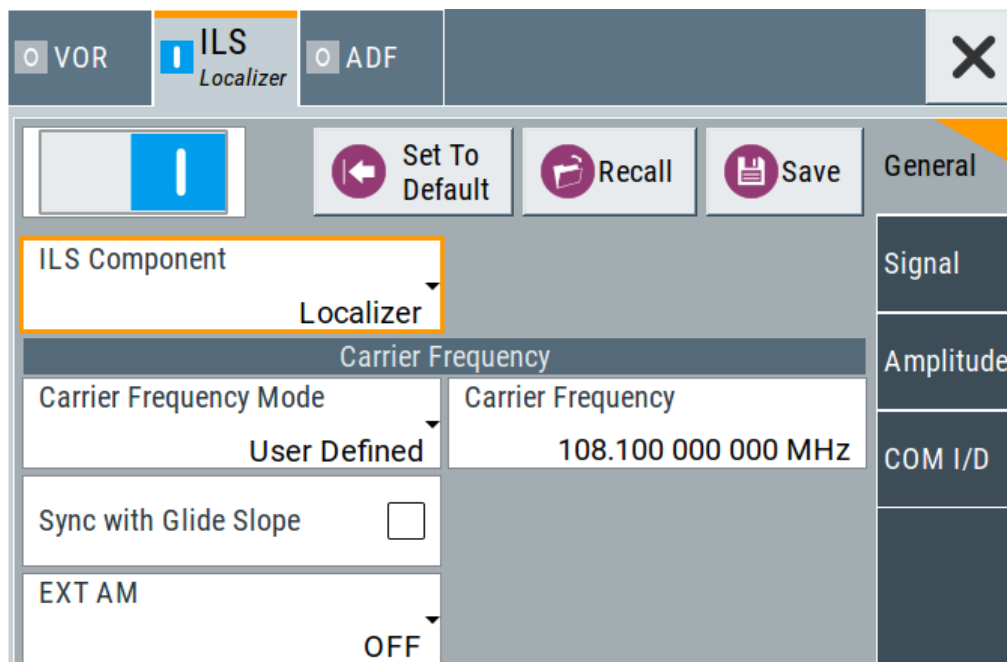 O VOR
I ILS
Localizer
O ADF
I
Set To
Default
Recall
Save
General
ILS Component
Localizer
Signal
Carrier Frequency
Amplitude
Carrier Frequency Mode
User Defined
Carrier Frequency
108.100 000 000 MHz
COM I/D
Sync with Glide Slope
EXT AM
OFF